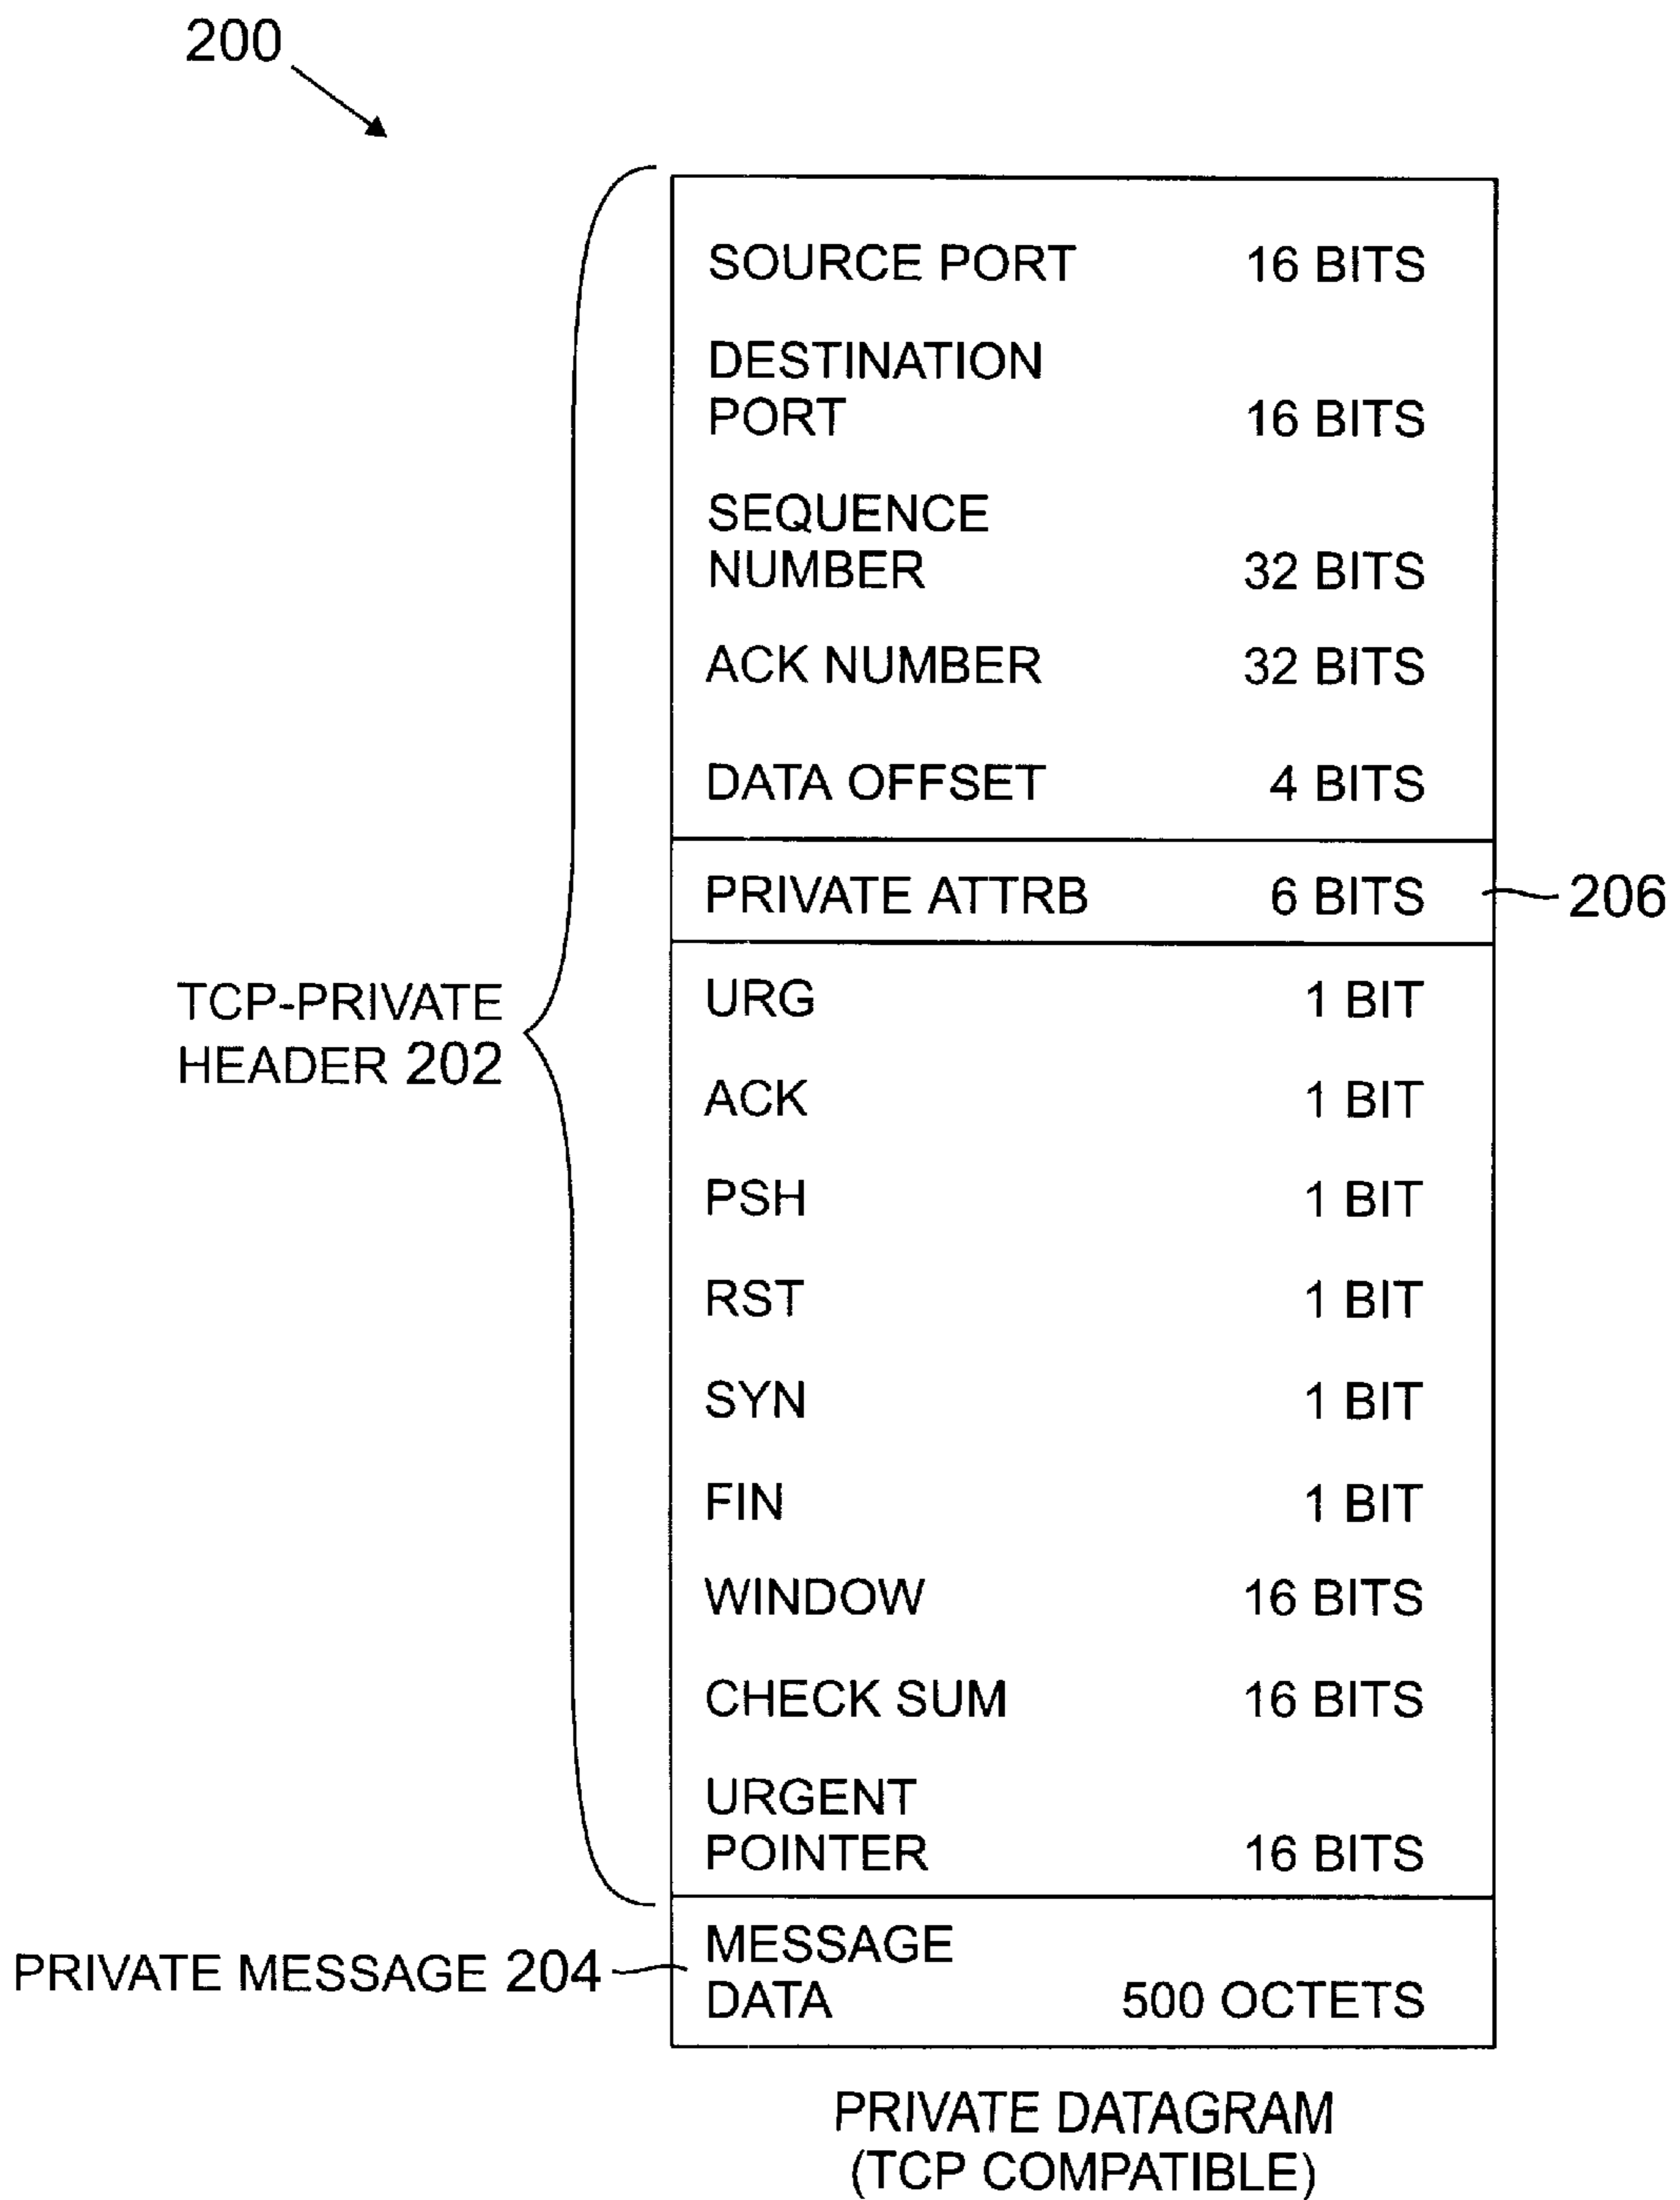 200
SOURCE PORT 16 BITS
DESTINATION
PORT 16 BITS
SEQUENCE
NUMBER 32 BITS
ACK NUMBER 32 BITS
DATA OFFSET 4 BITS
PRIVATE ATTRB 6 BITS
206
TCP-PRIVATE
HEADER 202
URG 1 BIT
ACK 1 BIT
PSH 1 BIT
RST 1 BIT
SYN 1 BIT
FIN 1 BIT
WINDOW 16 BITS
CHECK SUM 16 BITS
URGENT
POINTER 16 BITS
PRIVATE MESSAGE 204
MESSAGE
DATA 500 OCTETS
PRIVATE DATAGRAM
(TCP COMPATIBLE)